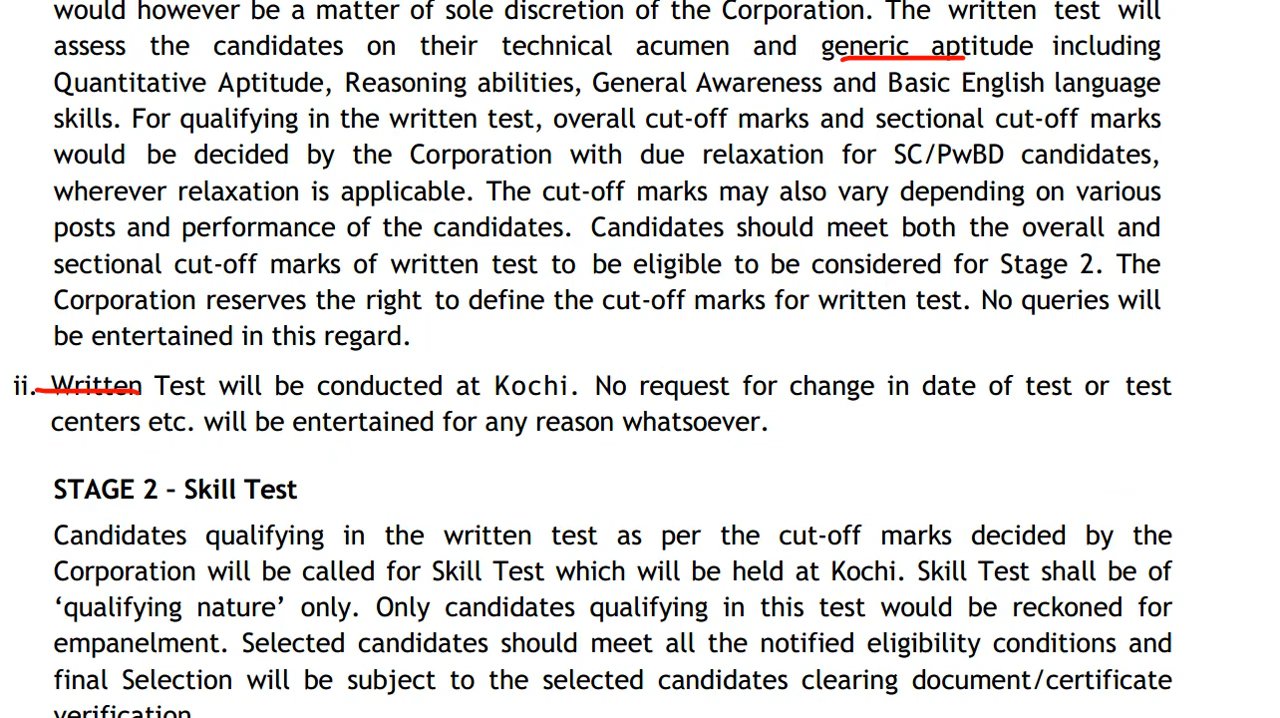 would however be a matter of sole discretion of the Corporation. The written test will
assess the candidates on their technical acumen and generic aptitude including
Quantitative Aptitude, Reasoning abilities, General Awareness and Basic English language
skills. For qualifying in the written test, overall cut-off marks and sectional cut-off marks
would be decided by the Corporation with due relaxation for SC/PwBD candidates,
wherever relaxation is applicable. The cut-off marks may also vary depending on various
posts and performance of the candidates. Candidates should meet both the overall and
sectional cut-off marks of written test to be eligible to be considered for Stage 2. The
Corporation reserves the right to define the cut-off marks for written test. No queries will
be entertained in this regard.
ii. Written Test will be conducted at Kochi. No request for change in date of test or test
centers etc. will be entertained for any reason whatsoever.
STAGE 2 – Skill Test
Candidates qualifying in the written test as per the cut-off marks decided by the
Corporation will be called for Skill Test which will be held at Kochi. Skill Test shall be of
‘qualifying nature’ only. Only candidates qualifying in this test would be reckoned for
empanelment. Selected candidates should meet all the notified eligibility conditions and
final Selection will be subject to the selected candidates clearing document/certificate
verification.